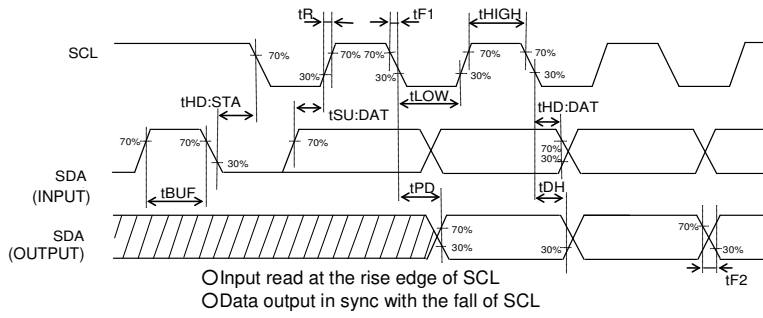 tR tF1 tHIGH
SCL 70% 70% 70% 70%
30% 30% 30% 30%
tHD:STA tLOW
tSU:DAT tHD:DAT
70% 70% 70% 70%
30% 30%
SDA
(INPUT)
tBUF tPD tDH
SDA
(OUTPUT)
70% 70%
30% 30% 30%
tF2
○Input read at the rise edge of SCL
○Data output in sync with the fall of SCL